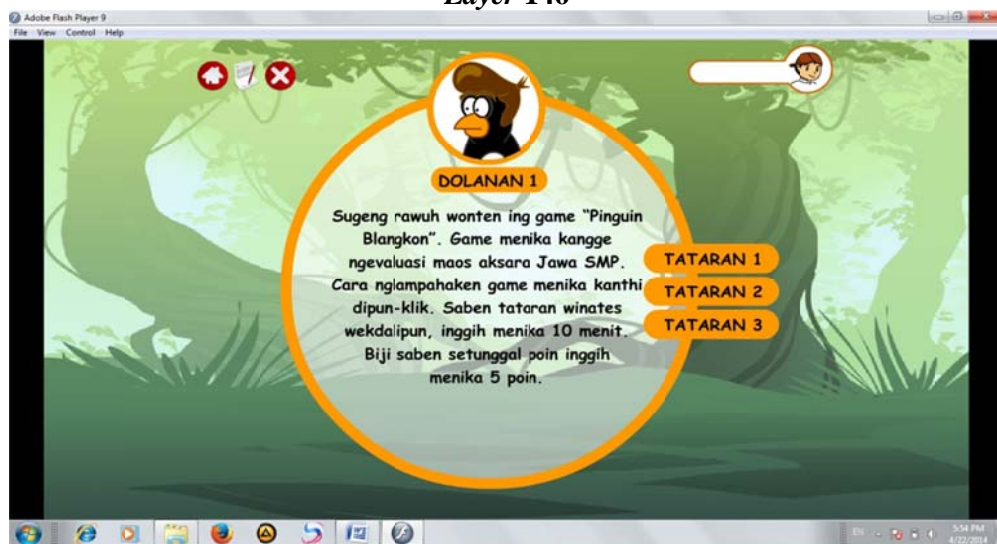 Layer 146
Adobe Flash Player 9
File View Control Help
DOLANAN 1
Sugeng rawuh wonten ing game “Pinguin
Blangkon”. Game menika kangge
ngevaluasi maos aksara Jawa SMP.
Cara nglampahaken game menika kanthi
dipun-klik. Saben tataran winates
wekdalipun, inggih menika 10 menit.
Biji saben setunggal poin inggih
menika 5 poin.
TATARAN 1
TATARAN 2
TATARAN 3
EN
5:54 PM
4/22/2014